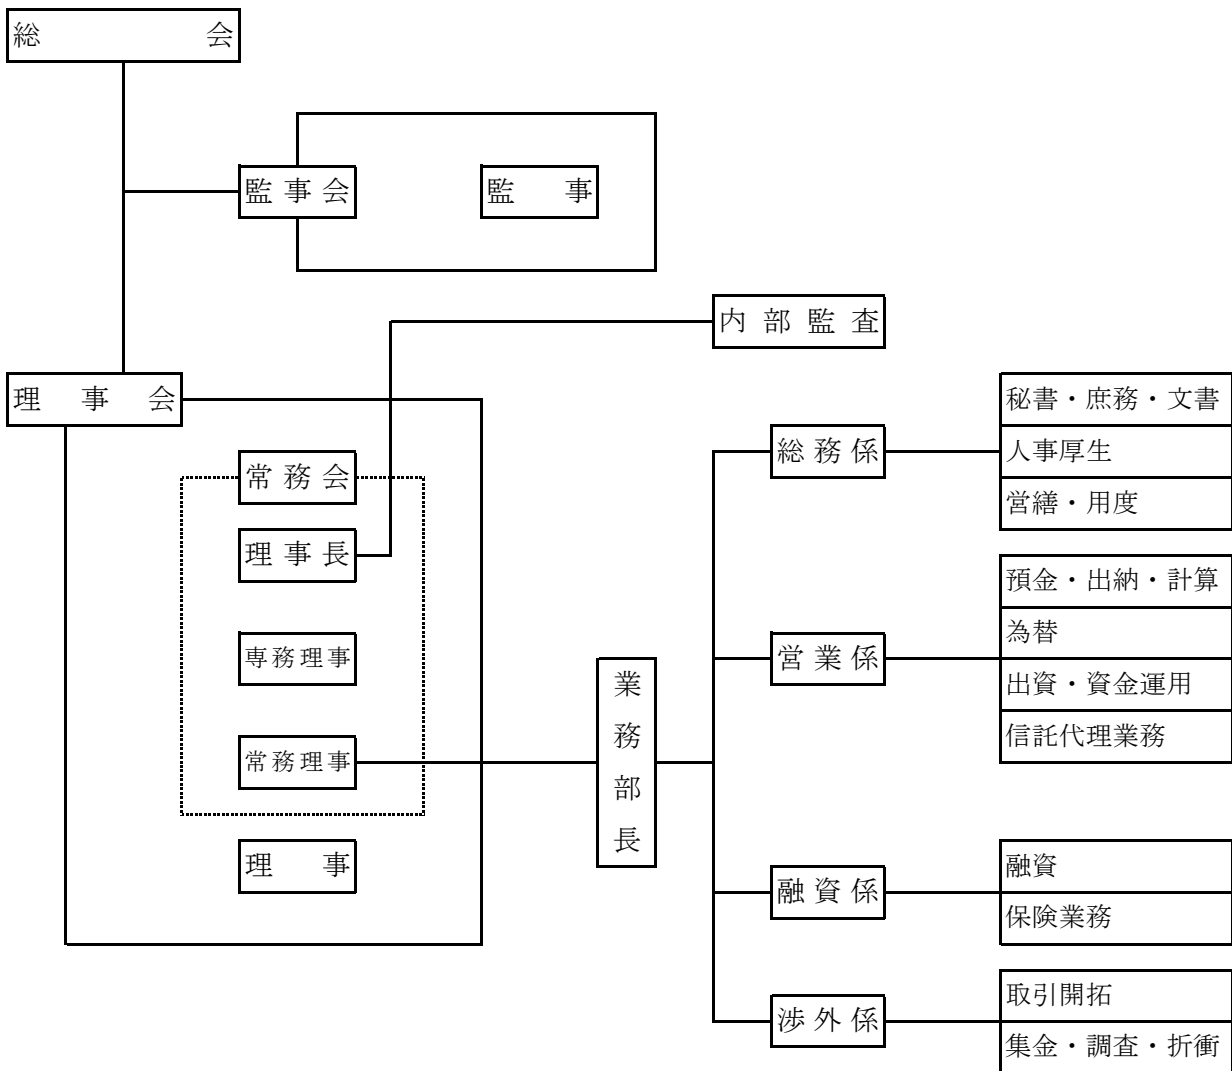 総会
監事会
監事
内部監査
理事会
常務会
理事長
専務理事
常務理事
理事
業務部長
総務係
秘書・庶務・文書
人事厚生
営繕・用度
営業係
預金・出納・計算
為替
出資・資金運用
信託代理業務
融資係
融資
保険業務
渉外係
取引開拓
集金・調査・折衝